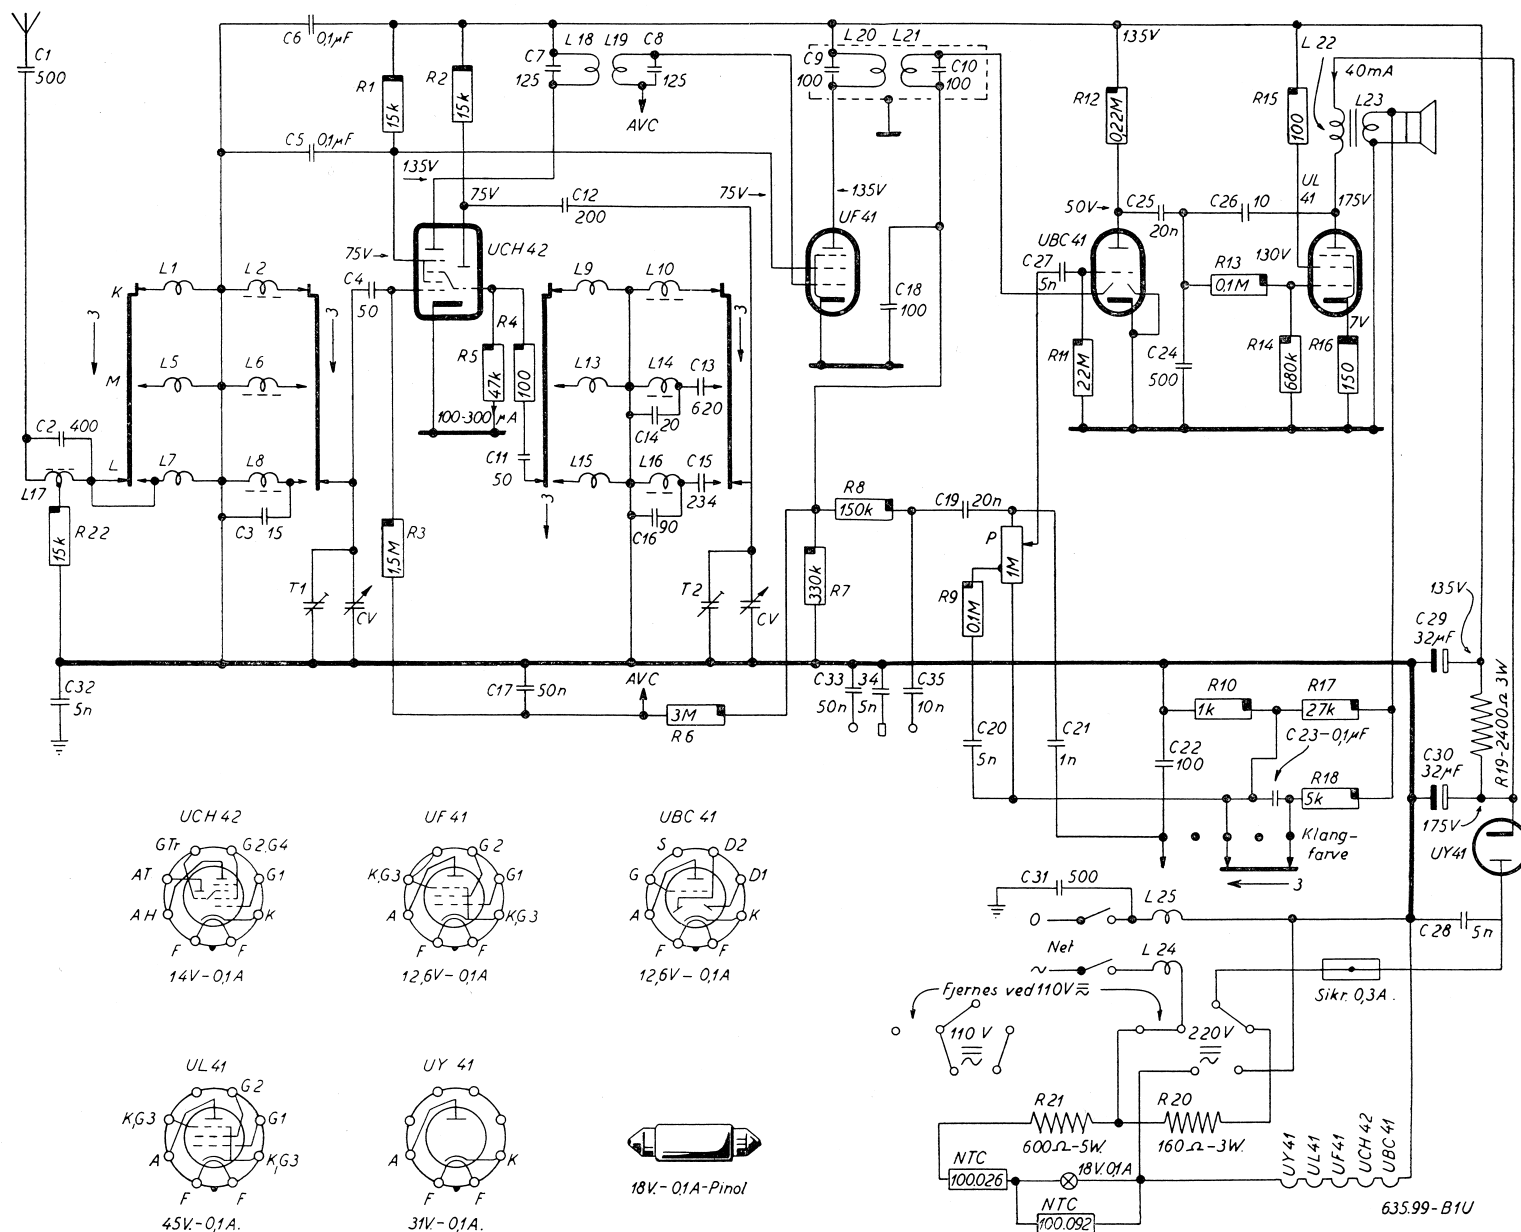 C1
500
C6 0,1µF
R1
15k
R2
15k
C7
125
L18 L19 C8
125
AVC
L20 L21
C9
100
C10
100
135V
R12
0,22M
R15
100
L22
40mA
L23
C5 0,1µF
135V
75V
C12
200
75V
135V
UF41
UCH42
75V
C4
50
50V
UBC41
C27
5n
C25
20n
C26 10
UL
41
175V
130V
R13
0,1M
7V
L1 L2
K
3
3
L5 L6
M
C2 400
L
L7 L8
L17
R22
15k
C3 15
T1
CV
R3
1,5M
R5
47k
R4
100
100-300µA
C11
50
L9 L10
3
L13 L14 C13
620
20
C14
L15 L16 C15
234
90
C16
3
T2
CV
C18
100
R11
22M
C24
500
R14
680k
R16
150
R8
150k
C19 20n
P
1M
R7
330k
R9
0,1M
C32
5n
C17 50n
AVC
3M
R6
C33
50n
34
5n
C35
10n
C20
5n
C21
1n
C22
100
R10
1k
R17
27k
C23-0,1µF
R18
5k
135V
C29
32µF
C30
32µF
R19-2400Ω 3W
175V
UY41
Klang-
farve
3
C31 500
O
L25
Net
~
L24
C28 5n
Sikr. 0,3A.
Fjernes ved 110V
110 V
220V
R21
600Ω-5W.
R20
160Ω-3W.
NTC
100.026
18V.0,1A
NTC
100.092
UY41
UL41
UF41
UCH42
UBC41
635.99-B1U
UCH42
GTr G2,G4
AT G1
AH K
F F
14V-0,1A
UF41
G2
K,G3 G1
A K,G3
F F
12,6V-0,1A
UBC 41
S D2
G D1
A K
F F
12,6V-0,1A
UL41
G2
K,G3 G1
A K,G3
F F
45V.-0,1A.
UY 41
A K
F F
31V-0,1A.
18V.-0,1A-Pinol